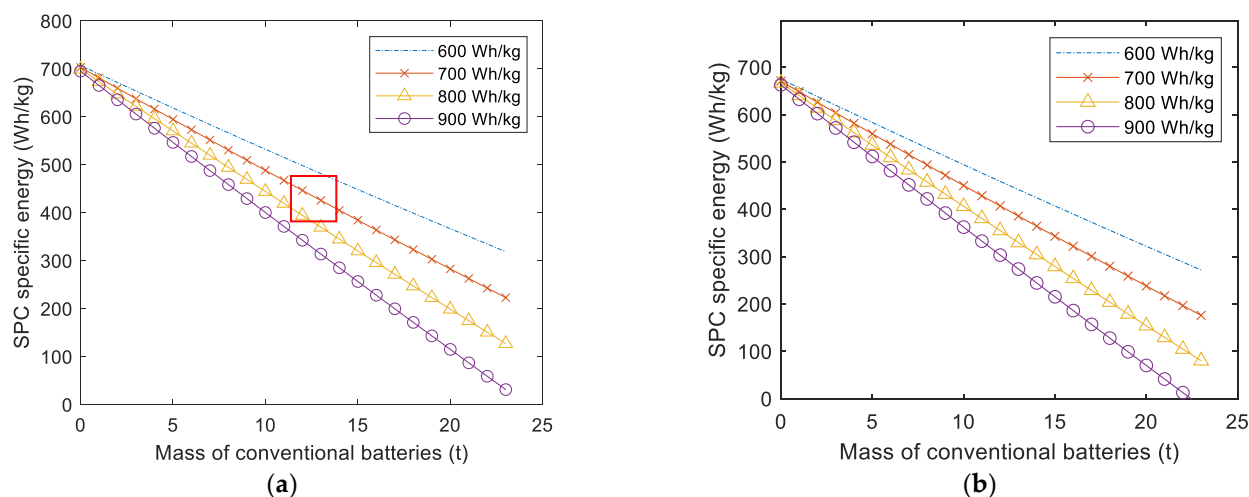 800
700
600
500
400
300
200
100
0
SPC specific energy (Wh/kg)
600 Wh/kg
700 Wh/kg
800 Wh/kg
900 Wh/kg
0 5 10 15 20 25
Mass of conventional batteries (t)
(a)
700
600
500
400
300
200
100
0
SPC specific energy (Wh/kg)
600 Wh/kg
700 Wh/kg
800 Wh/kg
900 Wh/kg
0 5 10 15 20 25
Mass of conventional batteries (t)
(b)